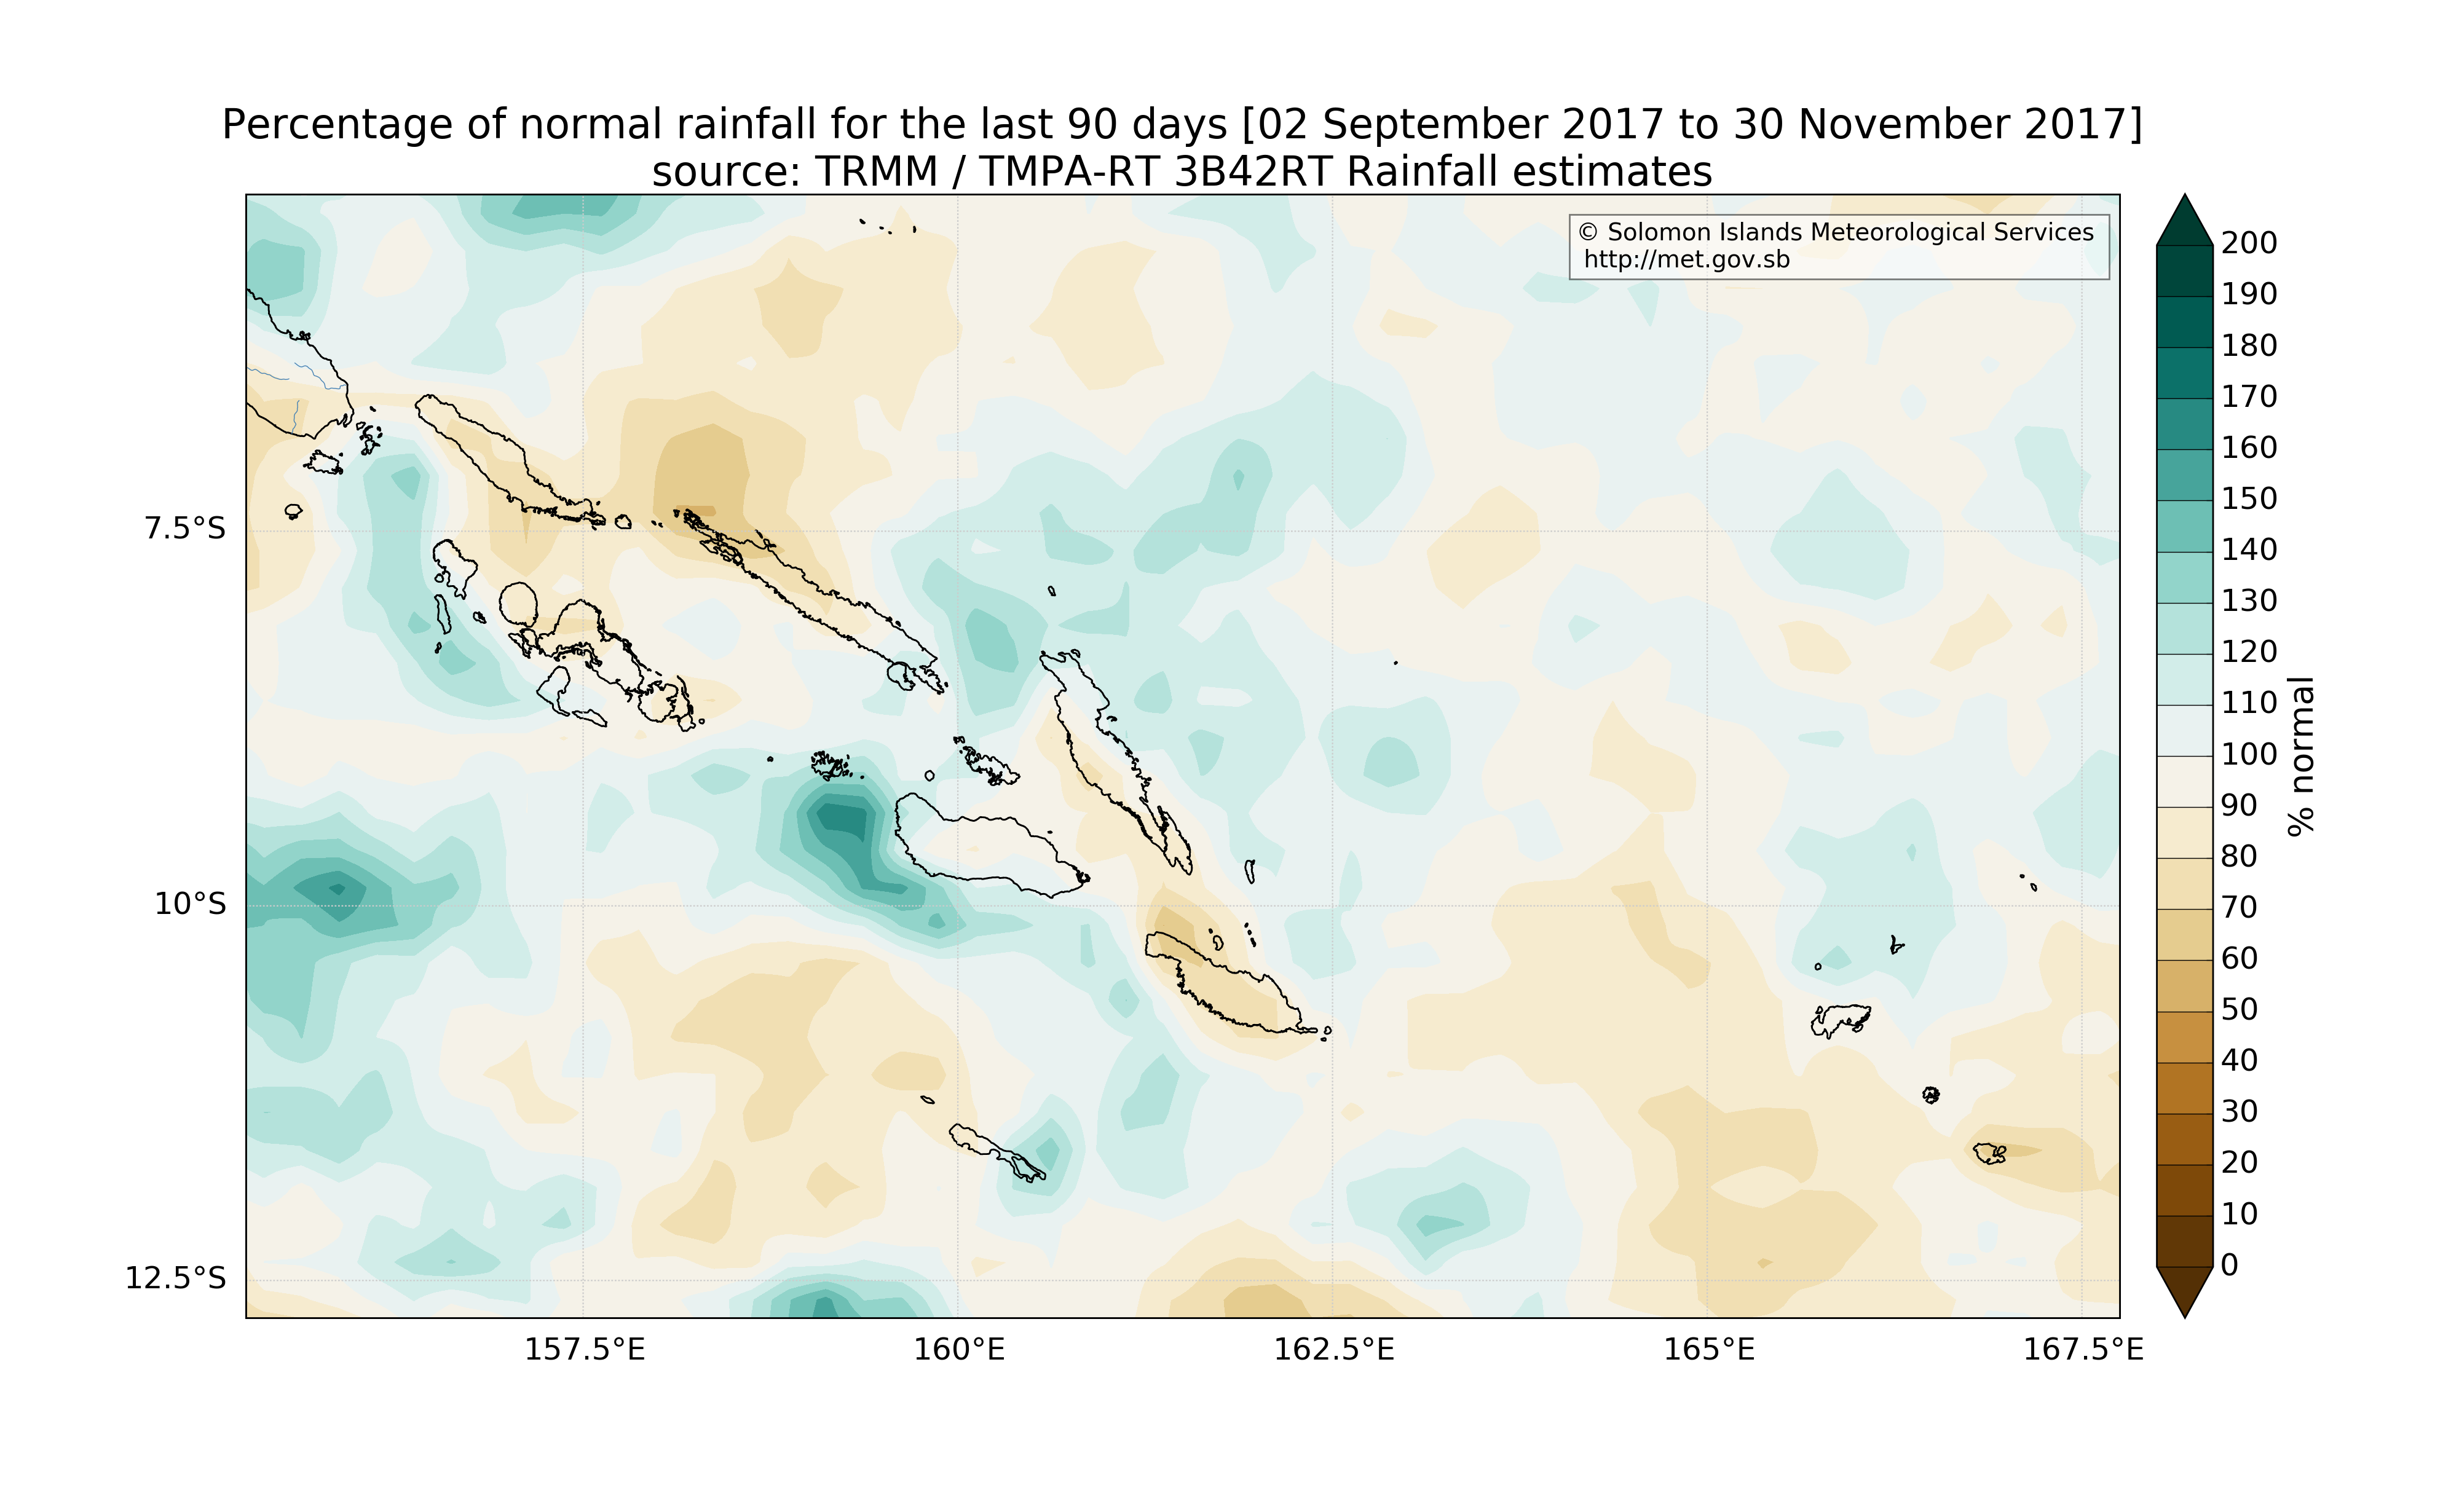 Percentage of normal rainfall for the last 90 days [02 September 2017 to 30 November 2017]
source: TRMM / TMPA-RT 3B42RT Rainfall estimates
© Solomon Islands Meteorological Services
http://met.gov.sb
7.5°S
10°S
12.5°S
157.5°E
160°E
162.5°E
165°E
167.5°E
200
190
180
170
160
150
140
130
120
110
100
90
80
70
60
50
40
30
20
10
0
% normal